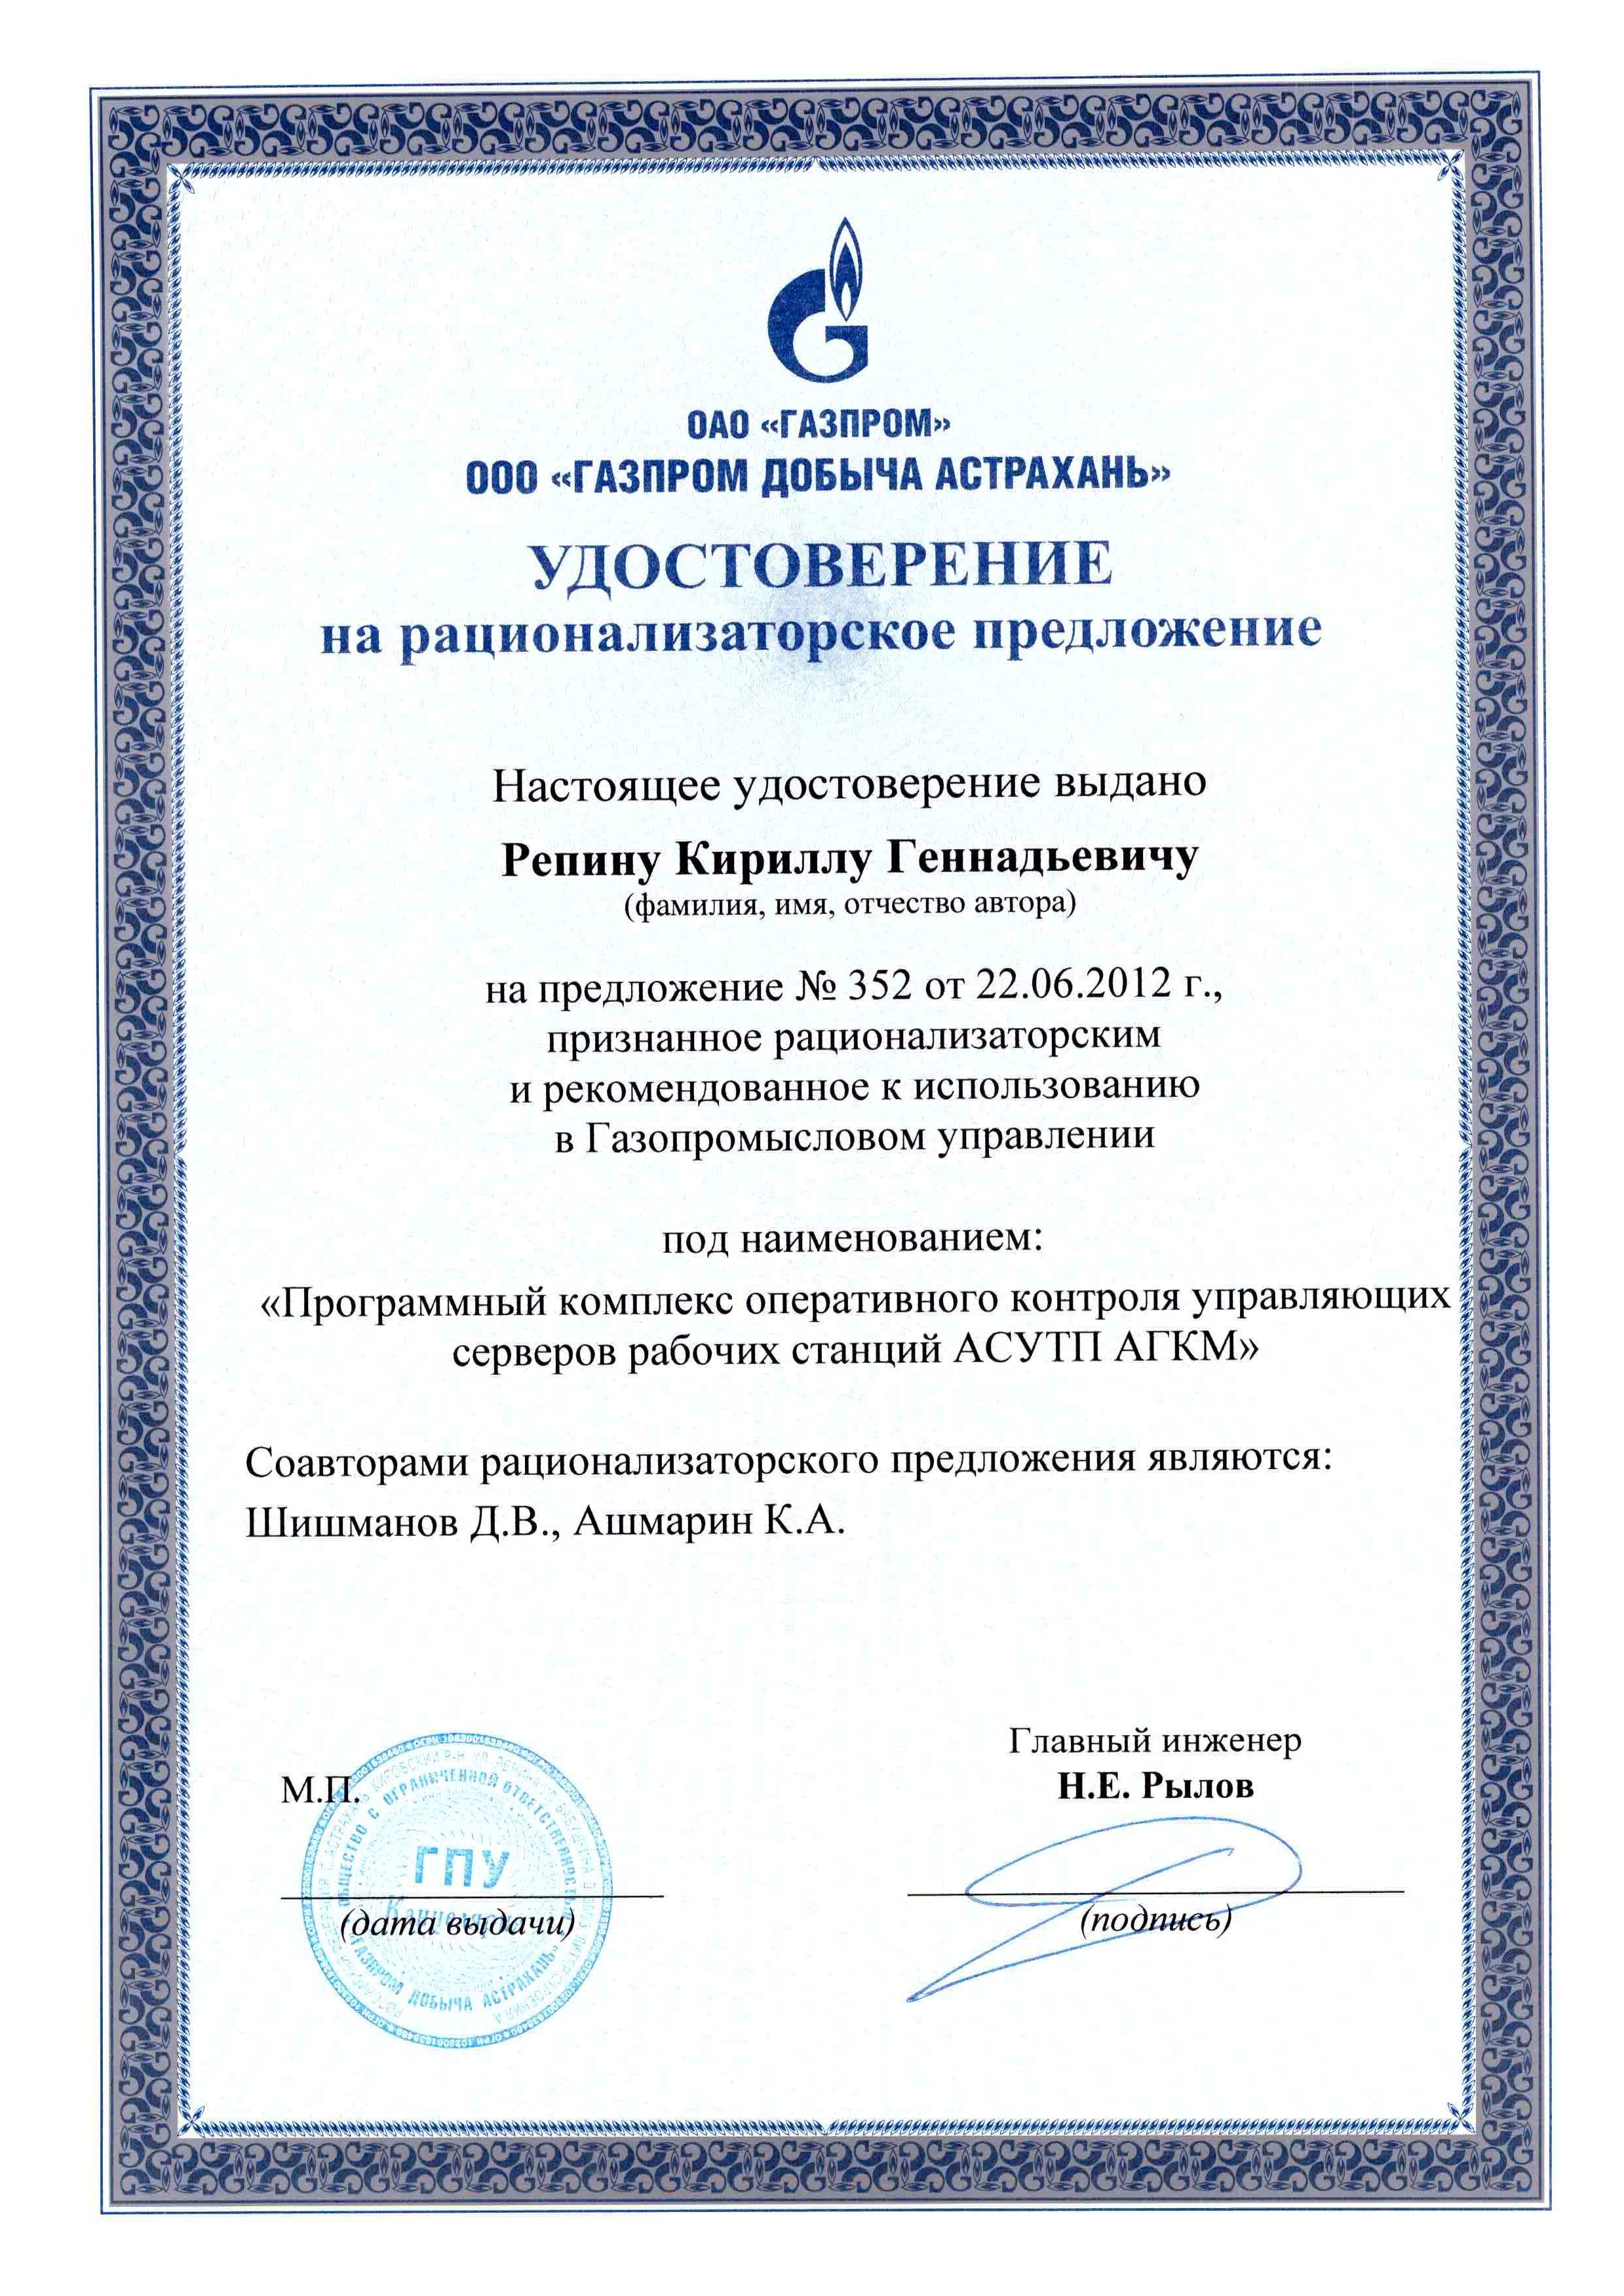 ОАО «ГАЗПРОМ»
ООО «ГАЗПРОМ ДОБЫЧА АСТРАХАНЬ»
УДОСТОВЕРЕНИЕ
на рационализаторское предложение
Настоящее удостоверение выдано
Репину Кириллу Геннадьевичу
(фамилия, имя, отчество автора)
на предложение № 352 от 22.06.2012 г.,
признанное рационализаторским
и рекомендованное к использованию
в Газопромысловом управлении
под наименованием:
«Программный комплекс оперативного контроля управляющих
серверов рабочих станций АСУТП АГКМ»
Соавторами рационализаторского предложения являются:
Шишманов Д.В., Ашмарин К.А.
Главный инженер
Н.Е. Рылов
М.П.
ОБЩЕСТВО С ОГРАНИЧЕННОЙ ОТВЕТСТВЕННОСТЬЮ
ГПУ
«ГАЗПРОМ ДОБЫЧА АСТРАХАНЬ»
(дата выдачи)
(подпись)